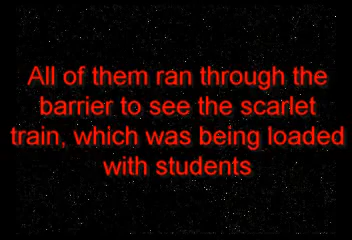 All of them ran through the
barrier to see the scarlet
train, which was being loaded
with students